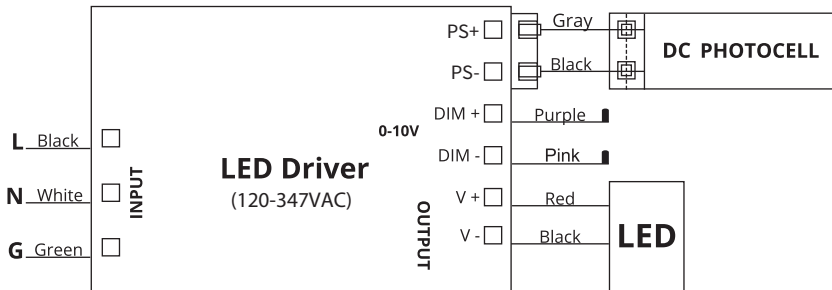 PS+
Gray
DC PHOTOCELL
PS-
Black
DIM +
Purple
0-10V
DIM -
Pink
L
Black
INPUT
N
White
G
Green
LED Driver
(120-347VAC)
OUTPUT
V +
Red
V -
Black
LED